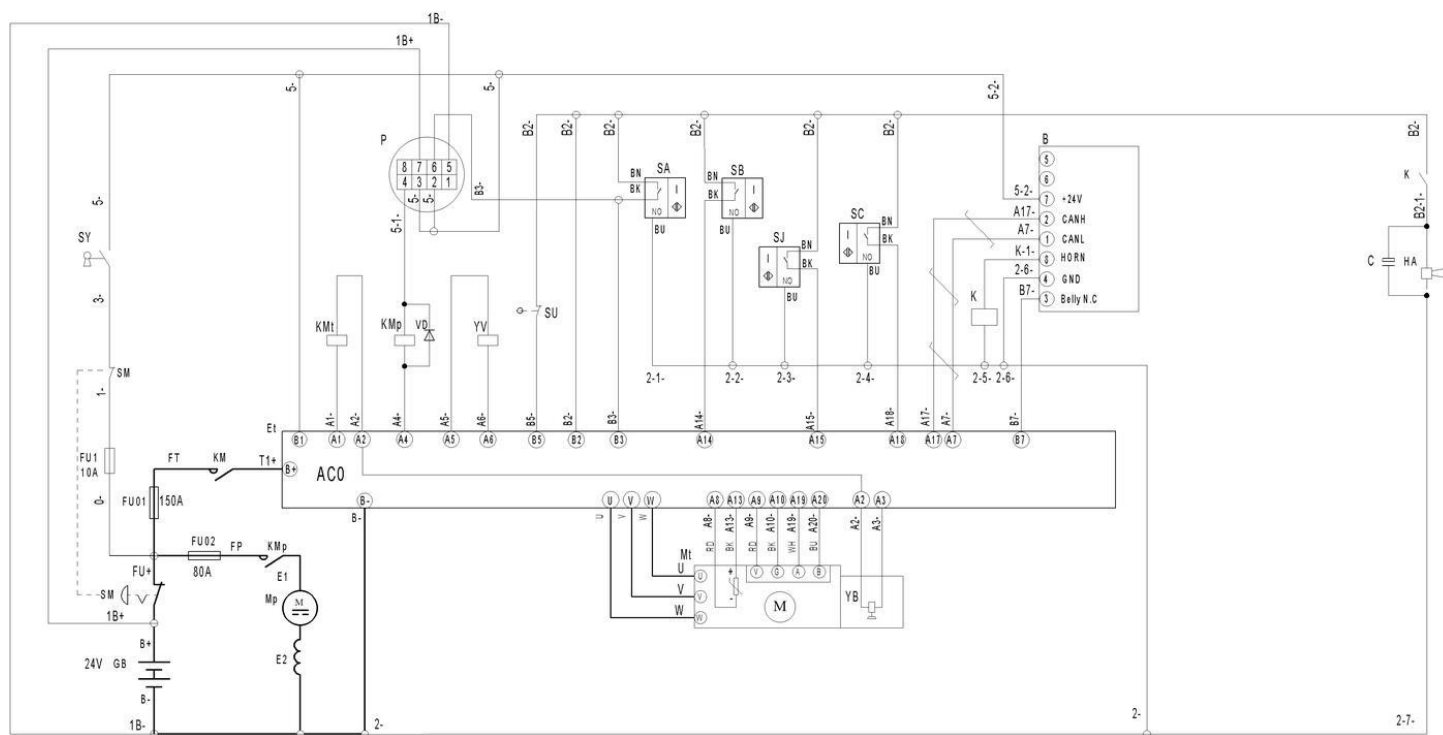 1B-
1B+
5-
5-
5-2-
B2-
B2-
B2-
B2-
B2-
B2-
B2-
P
8 7 6 5
4 3 2 1
5-
5-
5-1-
B3-
SA
BN
BK
NO
BU
SB
BN
BK
NO
BU
SJ
BN
BK
NO
BU
SC
BN
BK
NO
BU
B
5
6
5-2- 7 +24V
A17- 2 CANH
A7- 1 CANL
K-1- 8 HORN
2-6- 4 GND
B7- 3 Belly N.C
K
B2-1-
C HA
5-
SY
3-
SM
1-
FU1
10A
0-
KMt
KMp
VD
YV
SU
K
2-1-
2-2-
2-3-
2-4-
2-5-
2-6-
A1-
A2-
A4-
A5-
A6-
B5-
B2-
B3-
A14-
A15-
A18-
A17-
A7-
B7-
Et
B1 A1 A2 A4 A5 A6 B5 B2 B3 A14 A15 A18 A17 A7 B7
FT
KM
T1+
B+
AC0
FU01
150A
B-
B-
U V W
U V W
A8 A13 A9 A10 A19 A20 A2 A3
A8- A13- A9- A10- A19- A20- A2- A3-
RD BK RD BK WH BU
FU02
80A
FP
KMp
FU+
SM
1B+
E1
Mp
M
E2
B+
24V GB
B-
1B-
Mt
U U
V V
W W
+
-
V G A B
M
YB
2-
2-
2-7-